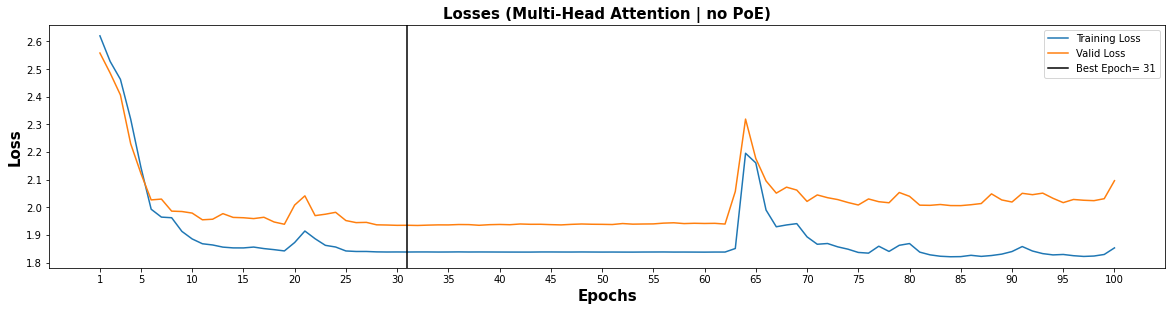 Losses (Multi-Head Attention | no PoE)
Training Loss
Valid Loss
Best Epoch= 31
Loss
2.6
2.5
2.4
2.3
2.2
2.1
2.0
1.9
1.8
1 5 10 15 20 25 30 35 40 45 50 55 60 65 70 75 80 85 90 95 100
Epochs